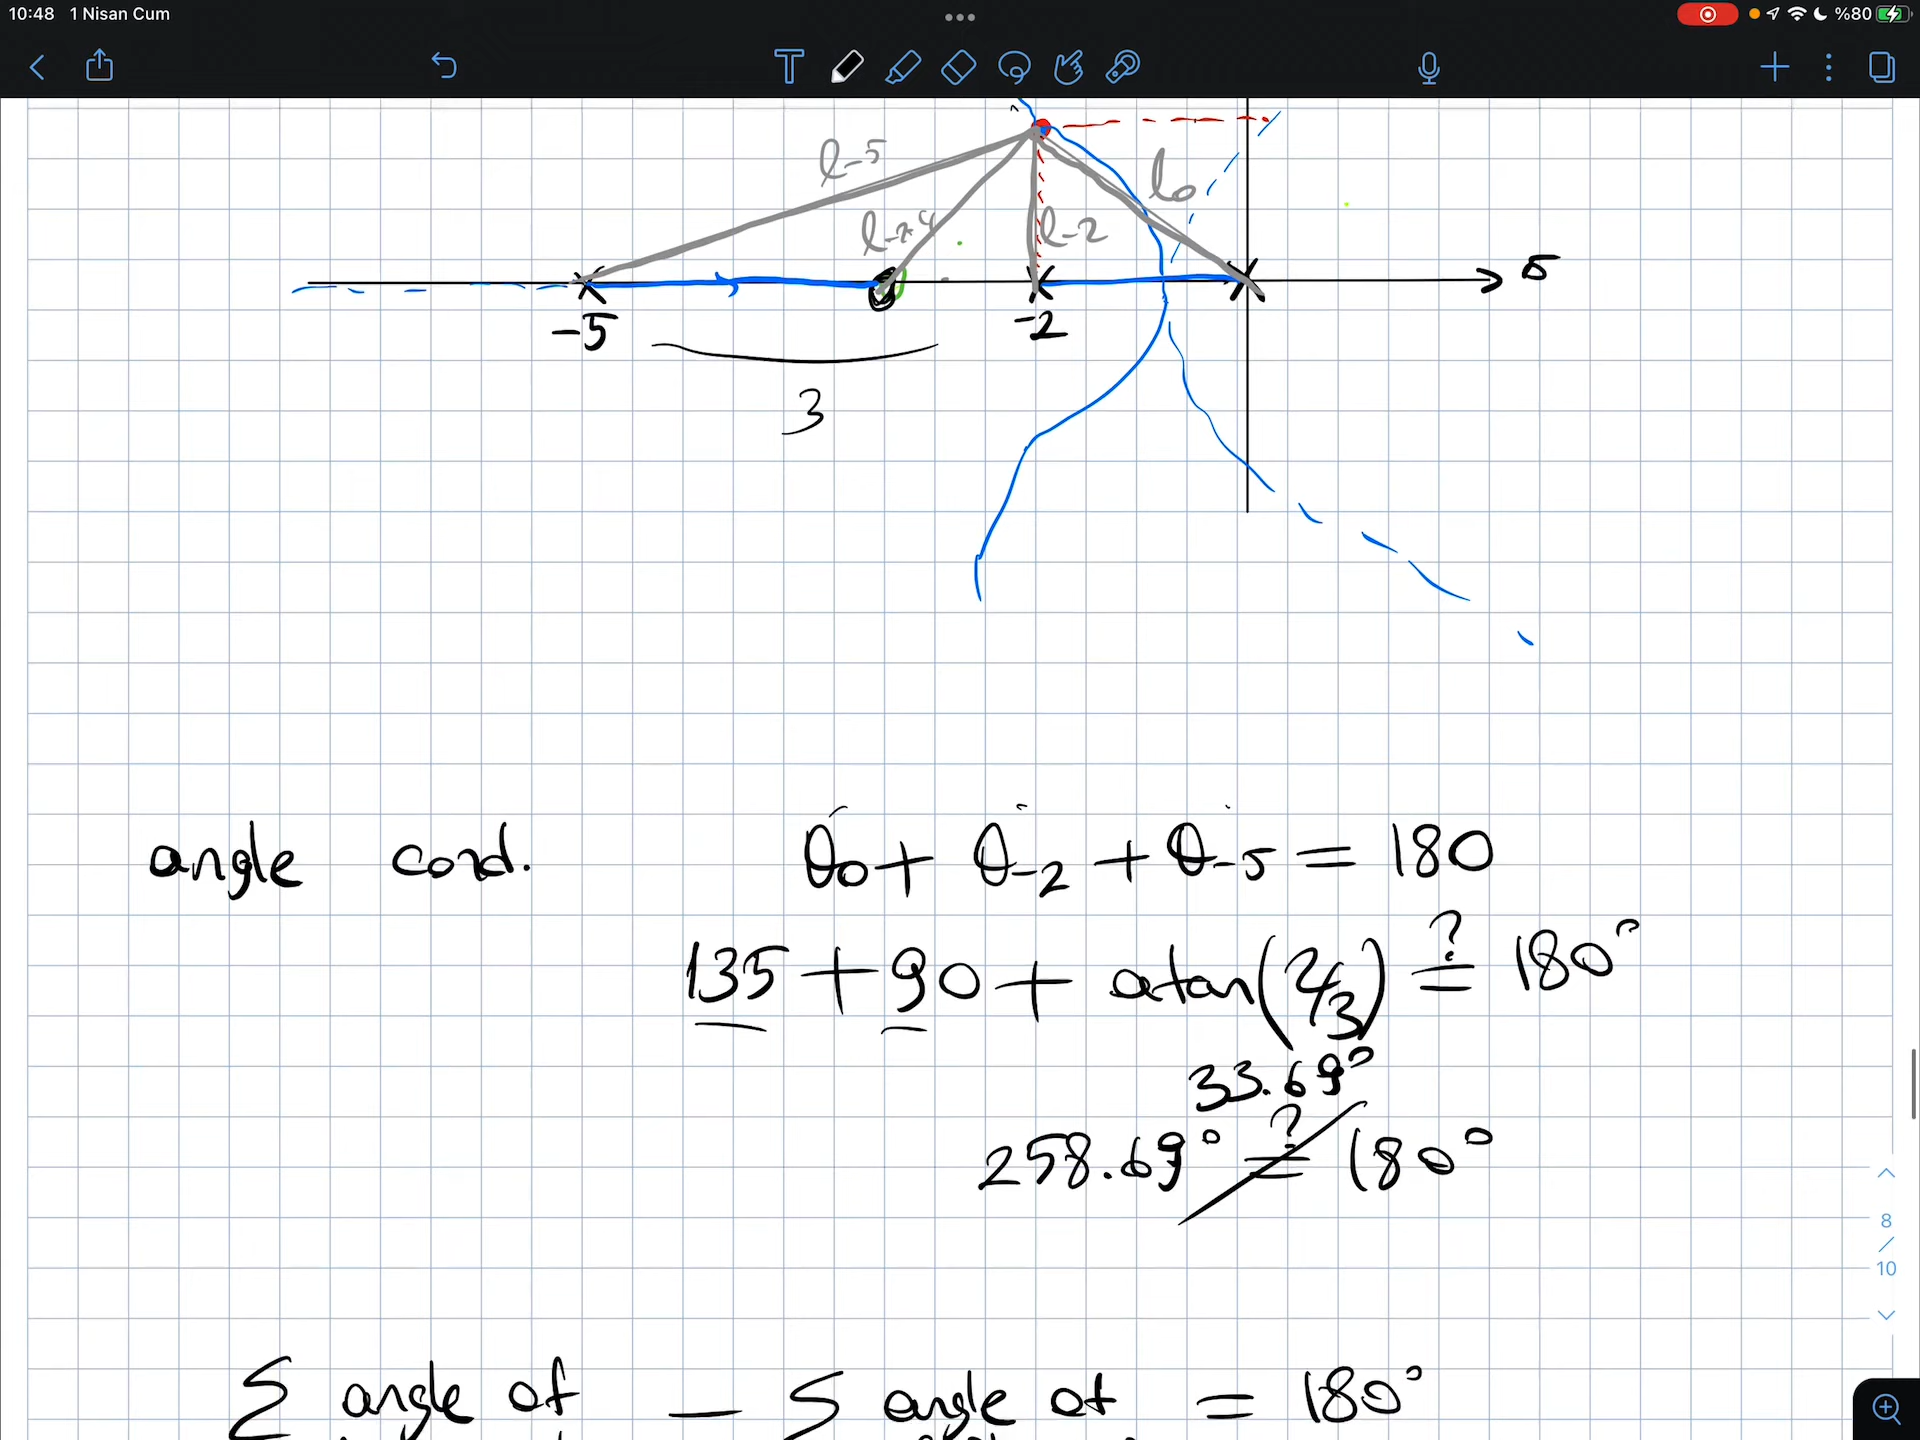 10:48 1 Nisan Cum
%80
l-5
l0
l-2
σ
-5
-2
3
angle cond.
θ0 + θ-2 + θ-5 = 180
135 + 90 + atan(2/3) ?= 180°
33.69°
258.69° ?= 180°
8
/
10
Σ angle of — Σ angle of = 180°